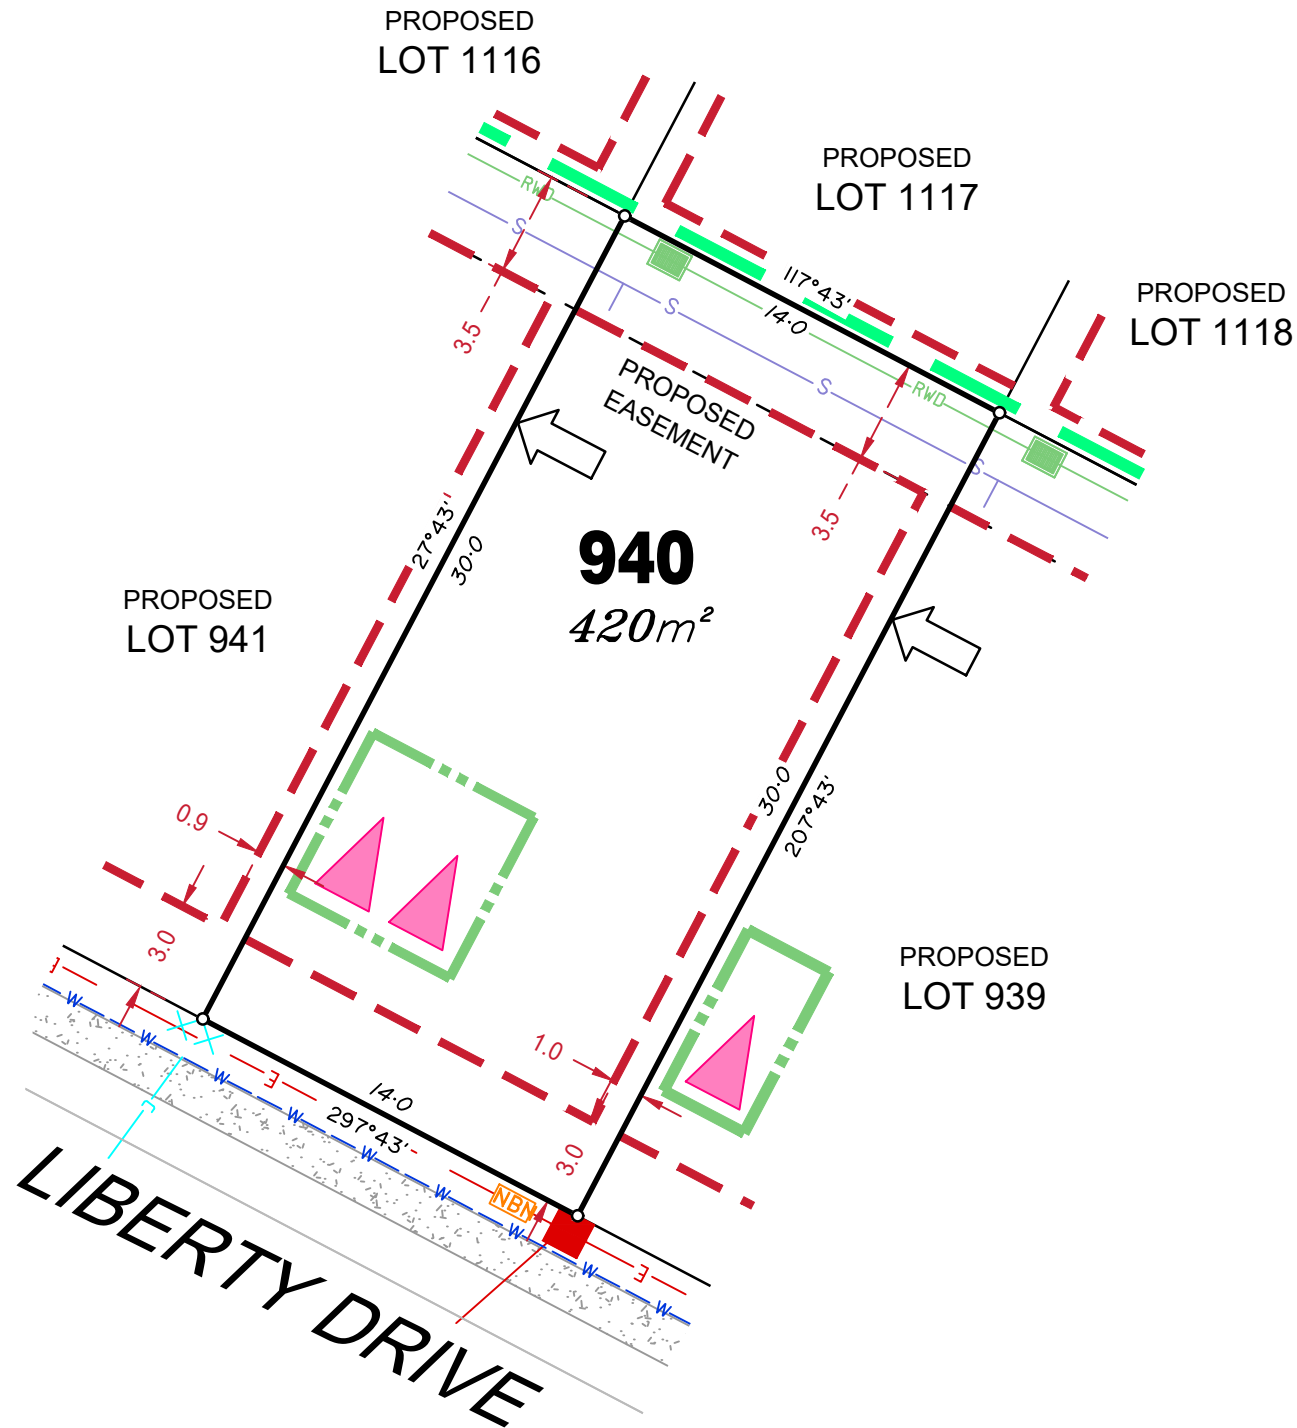 PROPOSED
LOT 1116
PROPOSED
LOT 1117
PROPOSED
LOT 1118
RWD
S
117°43'
14·0
3.5
S
S
RWD
PROPOSED
EASEMENT
S
3.5
27°43'
30·0
940
420m²
PROPOSED
LOT 941
30·0
207°43'
0.9
3.0
PROPOSED
LOT 939
1.0
3.0
14·0
297°43'
E
W
W
W
E
W
W
W
NBN
W
W
E
W
J
LIBERTY DRIVE